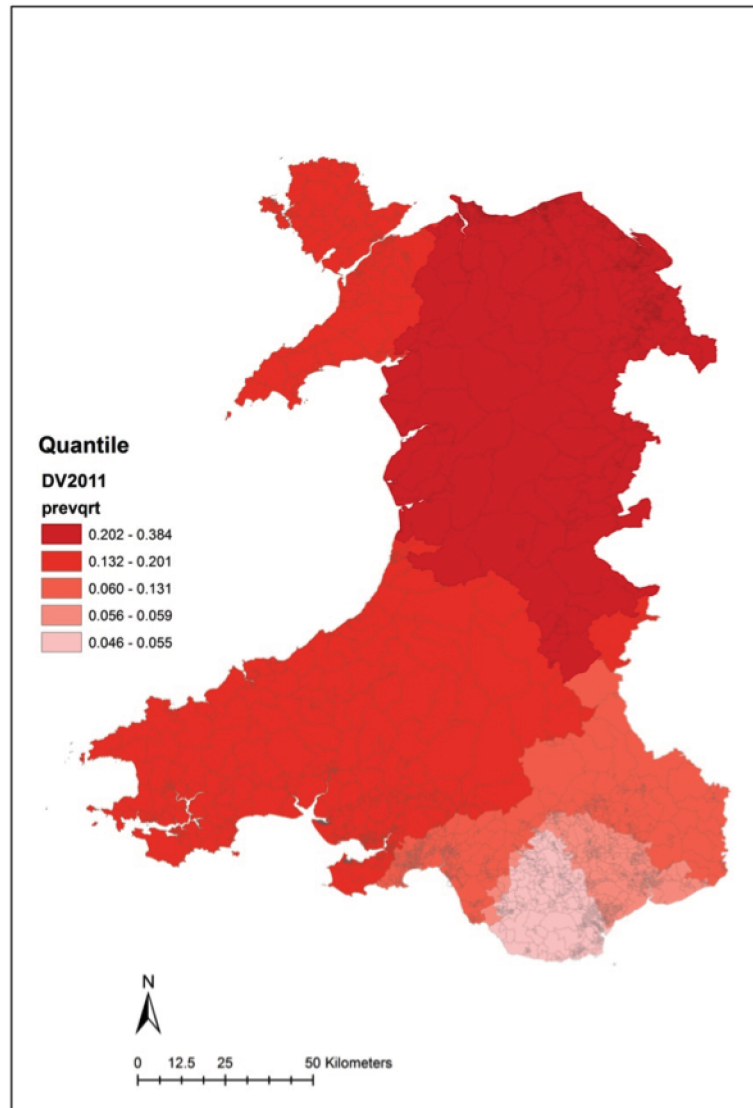 Quantile
DV2011
prevqrt
0.202 - 0.384
0.132 - 0.201
0.060 - 0.131
0.056 - 0.059
0.046 - 0.055
N
0 12.5 25 50 Kilometers